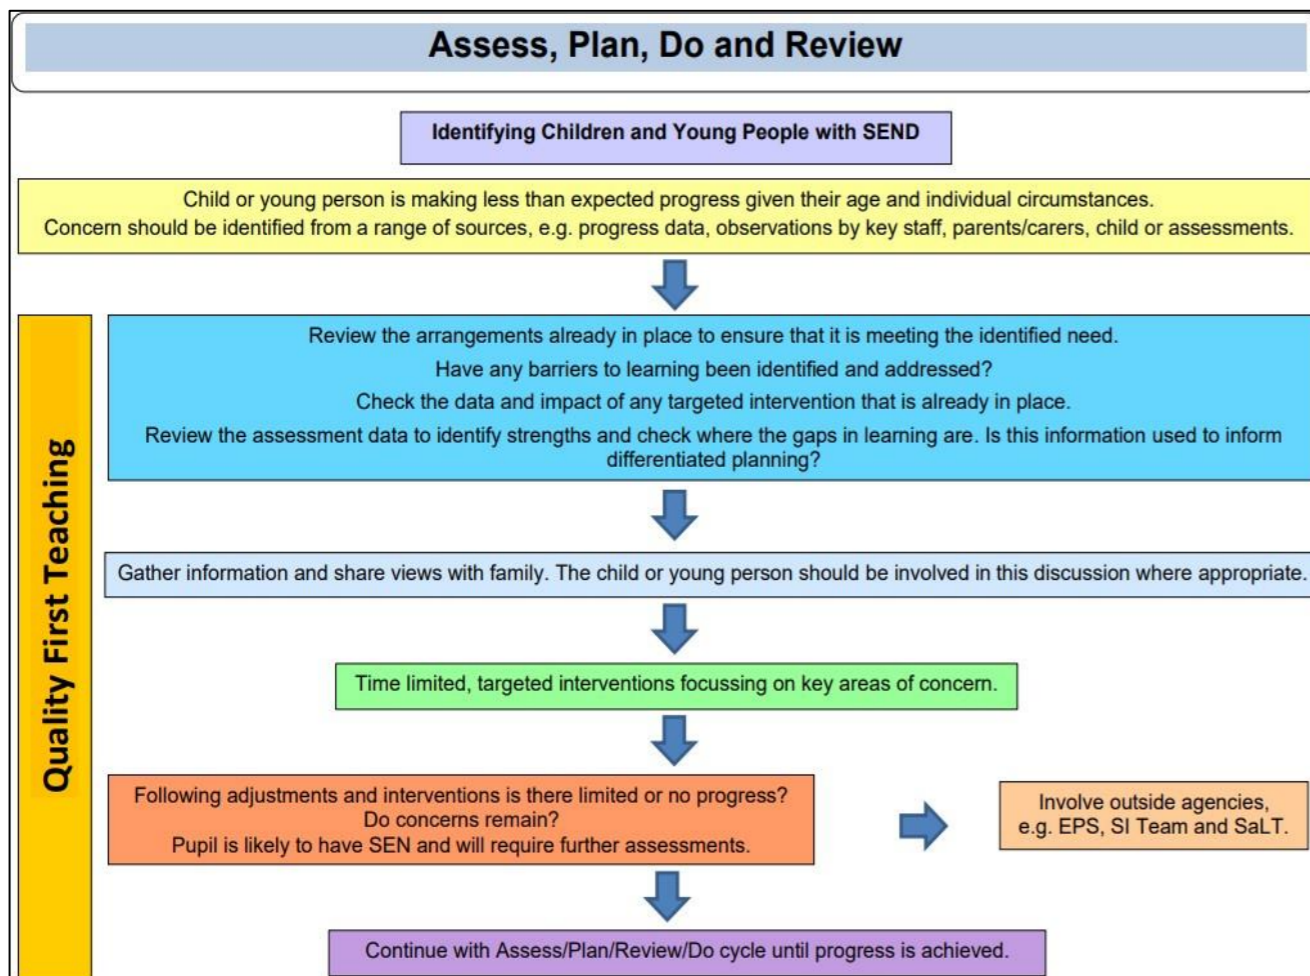 Assess, Plan, Do and Review
Identifying Children and Young People with SEND
Child or young person is making less than expected progress given their age and individual circumstances.
Concern should be identified from a range of sources, e.g. progress data, observations by key staff, parents/carers, child or assessments.
Quality First Teaching
Review the arrangements already in place to ensure that it is meeting the identified need.
Have any barriers to learning been identified and addressed?
Check the data and impact of any targeted intervention that is already in place.
Review the assessment data to identify strengths and check where the gaps in learning are. Is this information used to inform
differentiated planning?
Gather information and share views with family. The child or young person should be involved in this discussion where appropriate.
Time limited, targeted interventions focussing on key areas of concern.
Following adjustments and interventions is there limited or no progress?
Do concerns remain?
Pupil is likely to have SEN and will require further assessments.
Involve outside agencies,
e.g. EPS, SI Team and SaLT.
Continue with Assess/Plan/Review/Do cycle until progress is achieved.